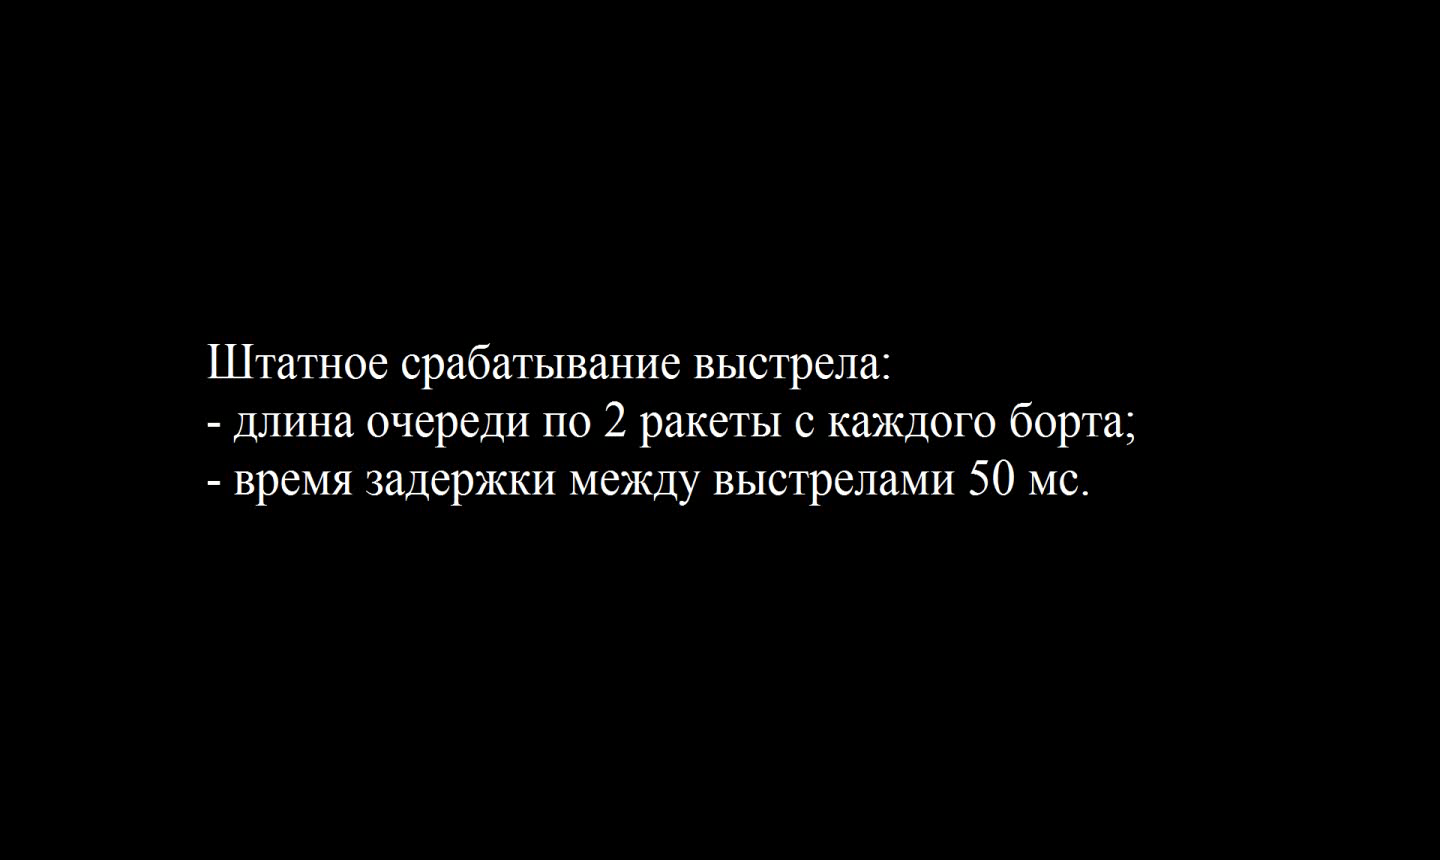 Штатное срабатывание выстрела:
- длина очереди по 2 ракеты с каждого борта;
- время задержки между выстрелами 50 мс.